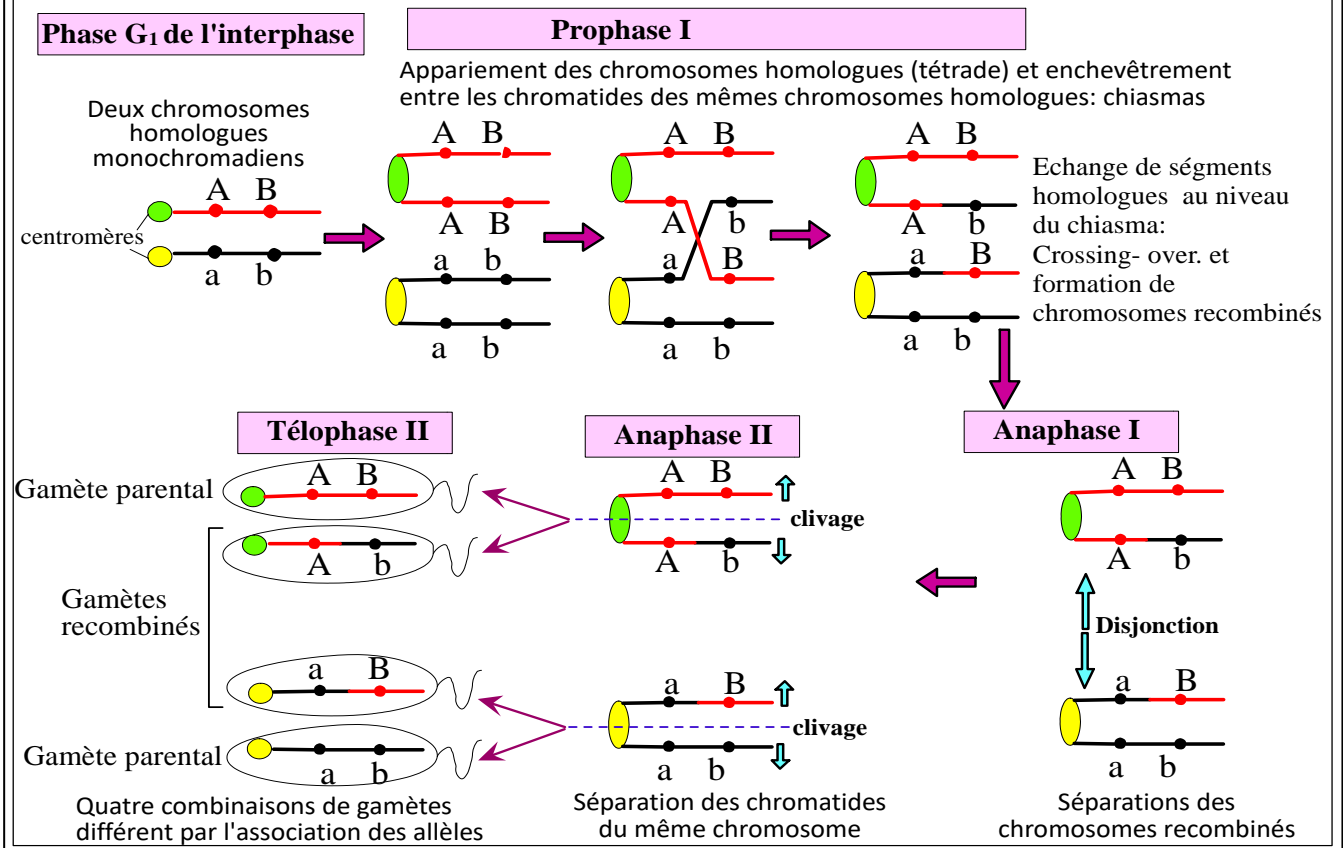 Phase G1 de l'interphase
Prophase I
Appariement des chromosomes homologues (tétrade) et enchevêtrement
entre les chromatides des mêmes chromosomes homologues: chiasmas
Deux chromosomes
homologues
monochromadiens
A B
centromères
a b
A B
A B
a b
a b
A B
A b
a B
a b
A B
A b
a B
a b
Echange de ségments
homologues au niveau
du chiasma:
Crossing- over. et
formation de
chromosomes recombinés
Télophase II
Anaphase II
Anaphase I
Gamète parental
A B
A b
Gamètes
recombinés
a B
Gamète parental
a b
Quatre combinaisons de gamètes
différent par l'association des allèles
A B
clivage
A b
a B
clivage
a b
Séparation des chromatides
du même chromosome
A B
A b
Disjonction
a B
a b
Séparations des
chromosomes recombinés